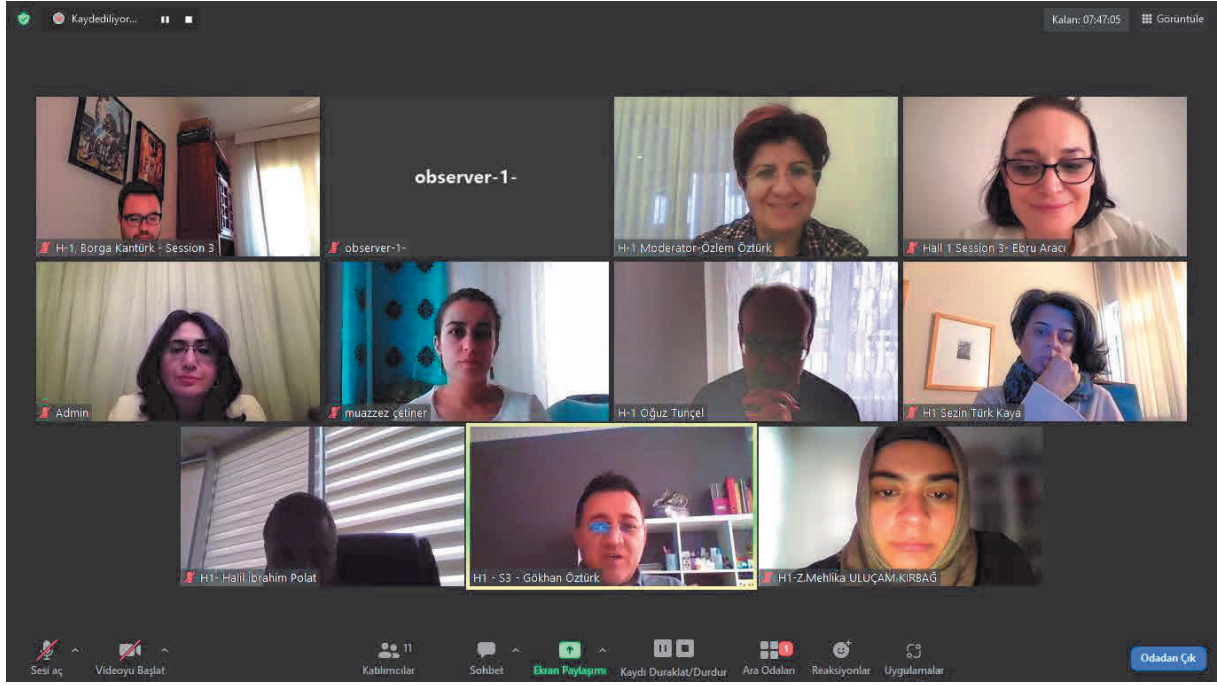 Kaydediliyor...
Kalan: 07:47:05
Görüntüle
observer-1-
H-1, Borga Kantürk - Session 3
observer-1-
H-1 Moderator-Özlem Öztürk
Hall 1 Session 3- Ebru Aracı
Admin
muazzez çetiner
H-1 Oğuz Tunçel
H1 Sezin Türk Kaya
H1- Halil İbrahim Polat
H1 - S3 - Gökhan Öztürk
H1-Z.Mehlika ULUÇAM KIRBAĞ
11
1
Sesi aç
Videoyu Başlat
Katılımcılar
Sohbet
Ekran Paylaşımı
Kaydı Duraklat/Durdur
Ara Odaları
Reaksiyonlar
Uygulamalar
Odadan Çık